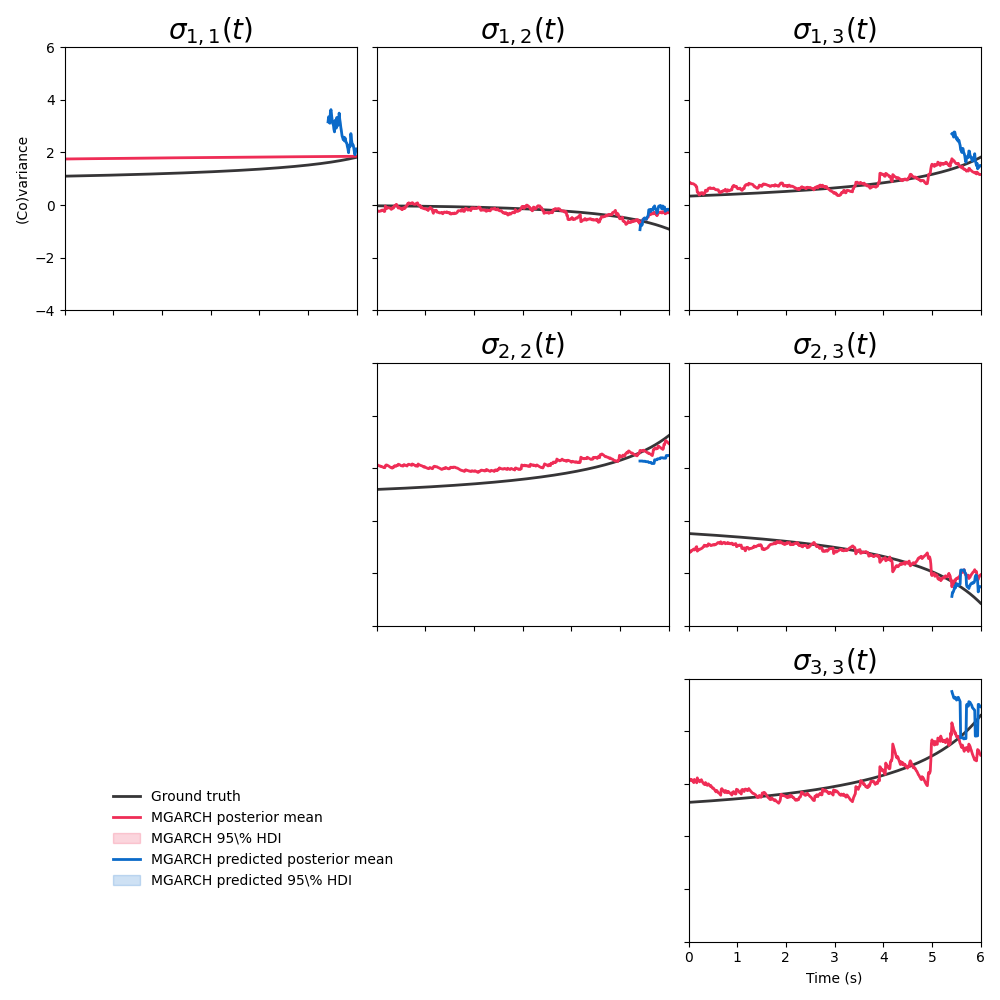 σ1,1(t) σ1,2(t) σ1,3(t)
6
4
2
0
−2
−4
(Co)variance
σ2,2(t) σ2,3(t)
σ3,3(t)
Ground truth
MGARCH posterior mean
MGARCH 95\% HDI
MGARCH predicted posterior mean
MGARCH predicted 95\% HDI
0 1 2 3 4 5 6
Time (s)